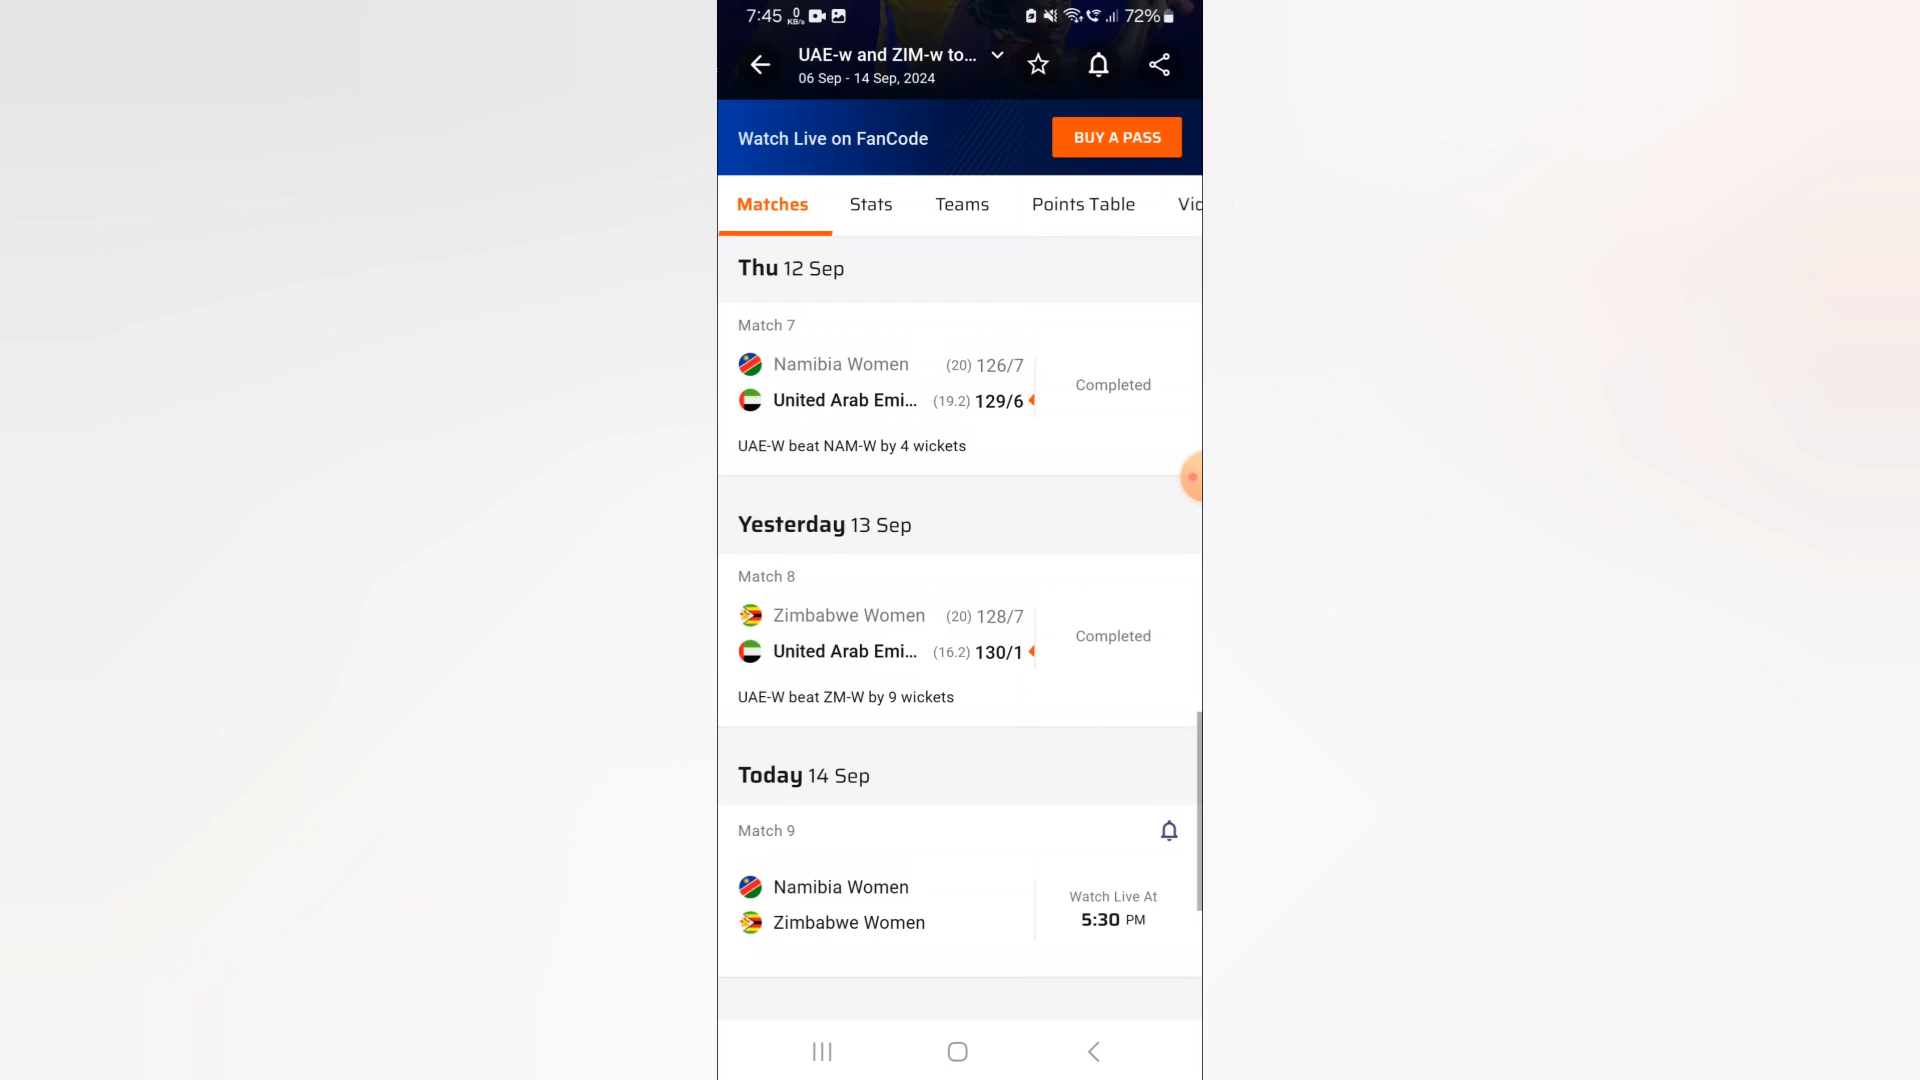 7:45 0 KB/s 72%
UAE-w and ZIM-w to...
06 Sep - 14 Sep, 2024
Watch Live on FanCode
BUY A PASS
Matches Stats Teams Points Table Vid
Thu 12 Sep
Match 7
Namibia Women (20) 126/7
United Arab Emi... (19.2) 129/6
Completed
UAE-W beat NAM-W by 4 wickets
Yesterday 13 Sep
Match 8
Zimbabwe Women (20) 128/7
United Arab Emi... (16.2) 130/1
Completed
UAE-W beat ZM-W by 9 wickets
Today 14 Sep
Match 9
Namibia Women
Zimbabwe Women
Watch Live At
5:30 PM